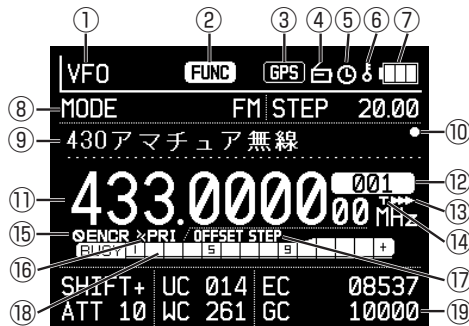 ① ② ③ ④ ⑤ ⑥ ⑦
VFO FUNC GPS
⑧ MODE FM STEP 20.00
⑨ 430アマチュア無線 ⑩
⑪ 433.000000 MHz 001 ⑫
T ⑬
⑭
⑮ ENCR PRI OFFSET STEP
BUSY 1 5 9 +
⑯ ⑰
⑱
SHIFT+ UC 014 EC 08537
ATT 10 WC 261 GC 10000 ⑲